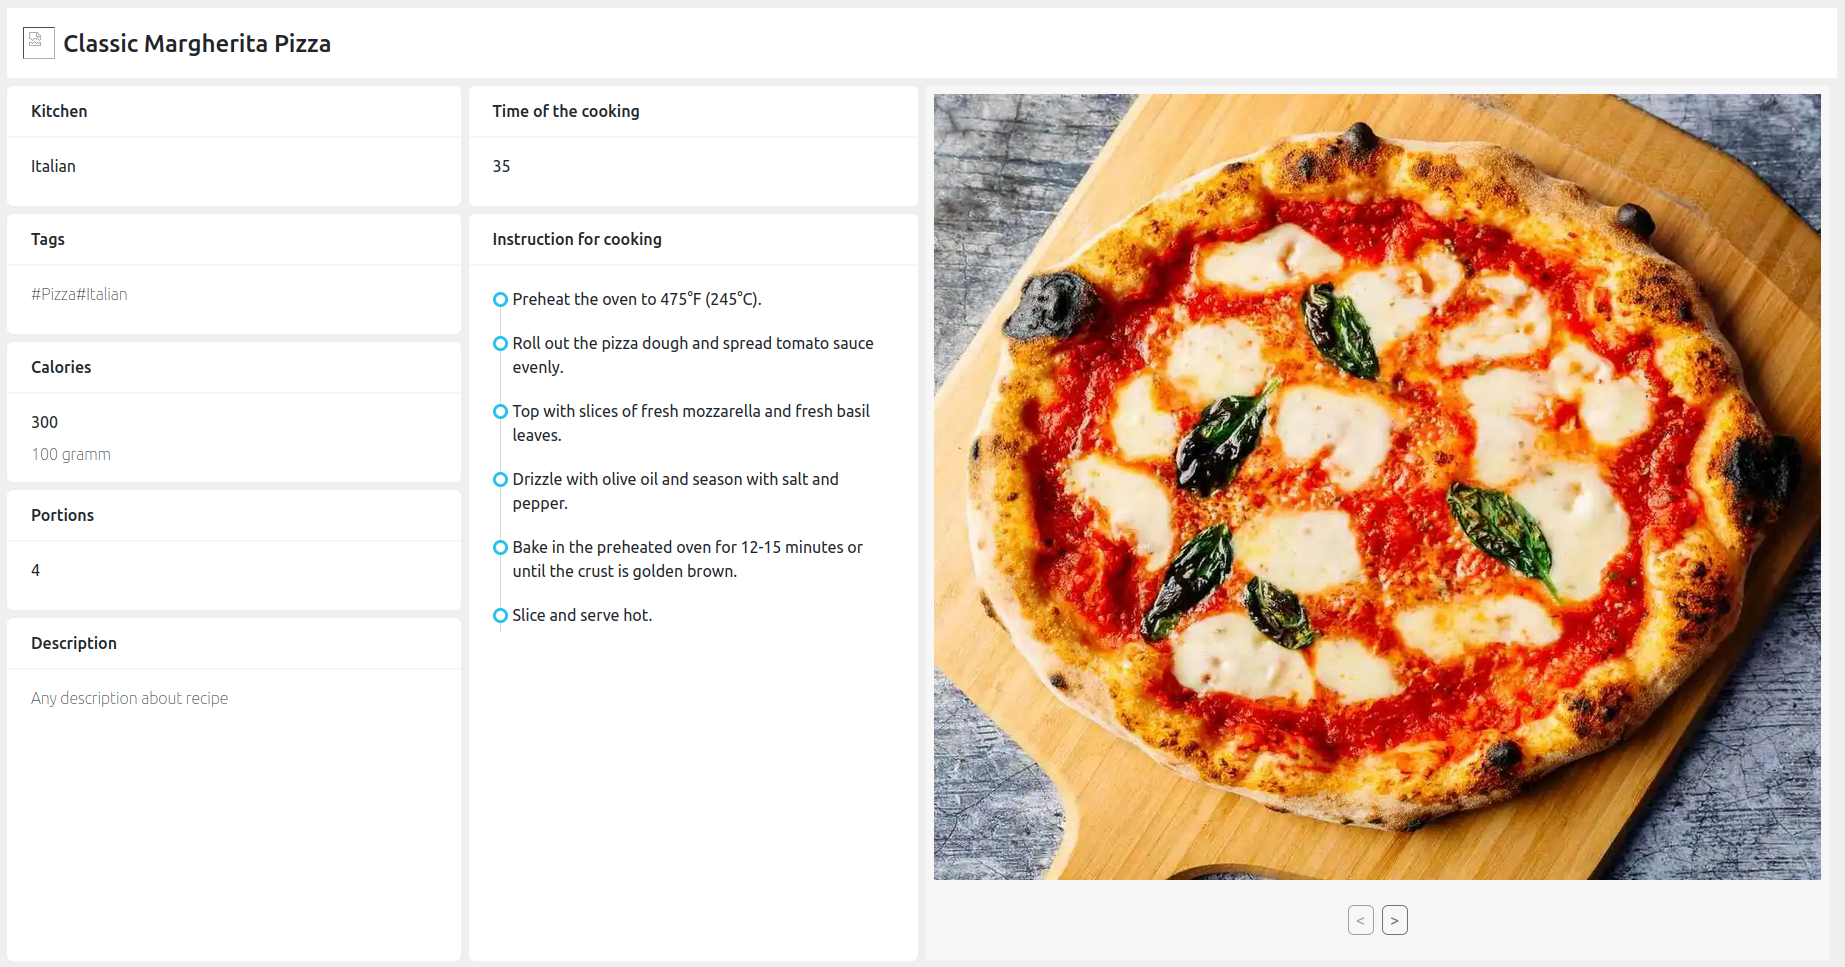 Classic Margherita Pizza
Kitchen
Italian
Tags
#Pizza#Italian
Calories
300
100 gramm
Portions
4
Description
Any description about recipe
Time of the cooking
35
Instruction for cooking
Preheat the oven to 475°F (245°C).
Roll out the pizza dough and spread tomato sauce
evenly.
Top with slices of fresh mozzarella and fresh basil
leaves.
Drizzle with olive oil and season with salt and
pepper.
Bake in the preheated oven for 12-15 minutes or
until the crust is golden brown.
Slice and serve hot.
< >